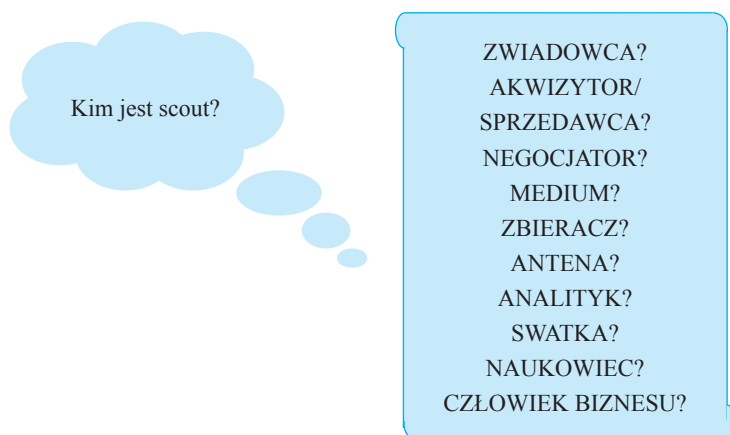 Kim jest scout?
ZWIADOWCA?
AKWIZYTOR/
SPRZEDAWCA?
NEGOCJATOR?
MEDIUM?
ZBIERACZ?
ANTENA?
ANALITYK?
SWATKA?
NAUKOWIEC?
CZŁOWIEK BIZNESU?